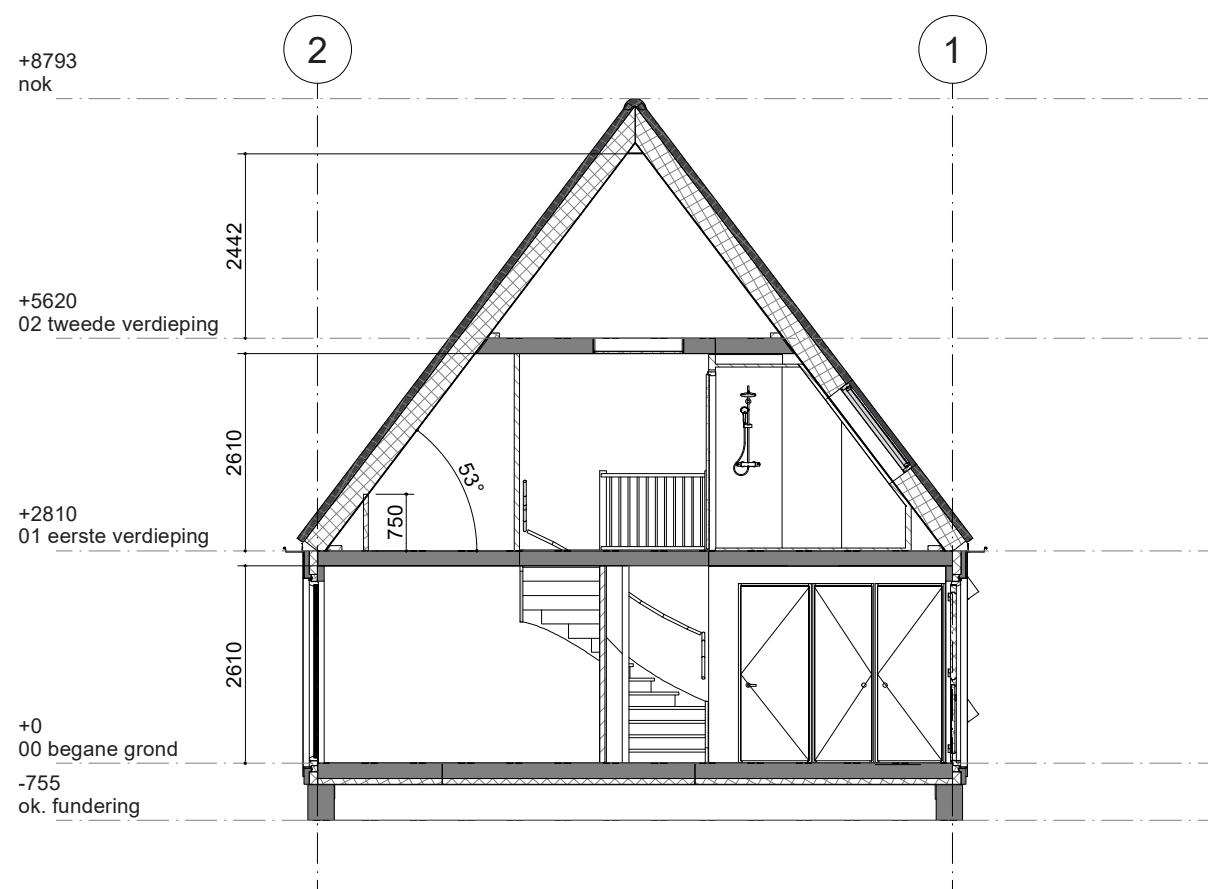 2
1
+8793
nok
2442
+5620
02 tweede verdieping
2610
53°
750
+2810
01 eerste verdieping
2610
+0
00 begane grond
-755
ok. fundering